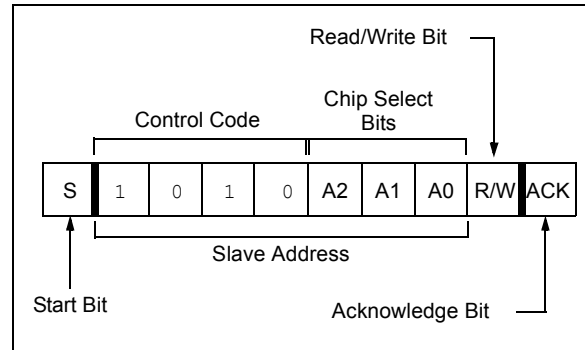 Read/Write Bit
Chip Select
Bits
Control Code
S 1 0 1 0 A2 A1 A0 R/W ACK
Slave Address
Start Bit
Acknowledge Bit